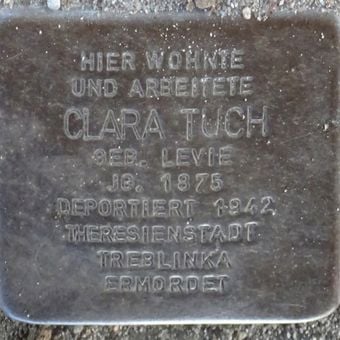 HIER WOHNTE
UND ARBEITETE
CLARA TUCH
GEB. LEVIE
JG. 1875
DEPORTIERT 1942
THERESIENSTADT
TREBLINKA
ERMORDET